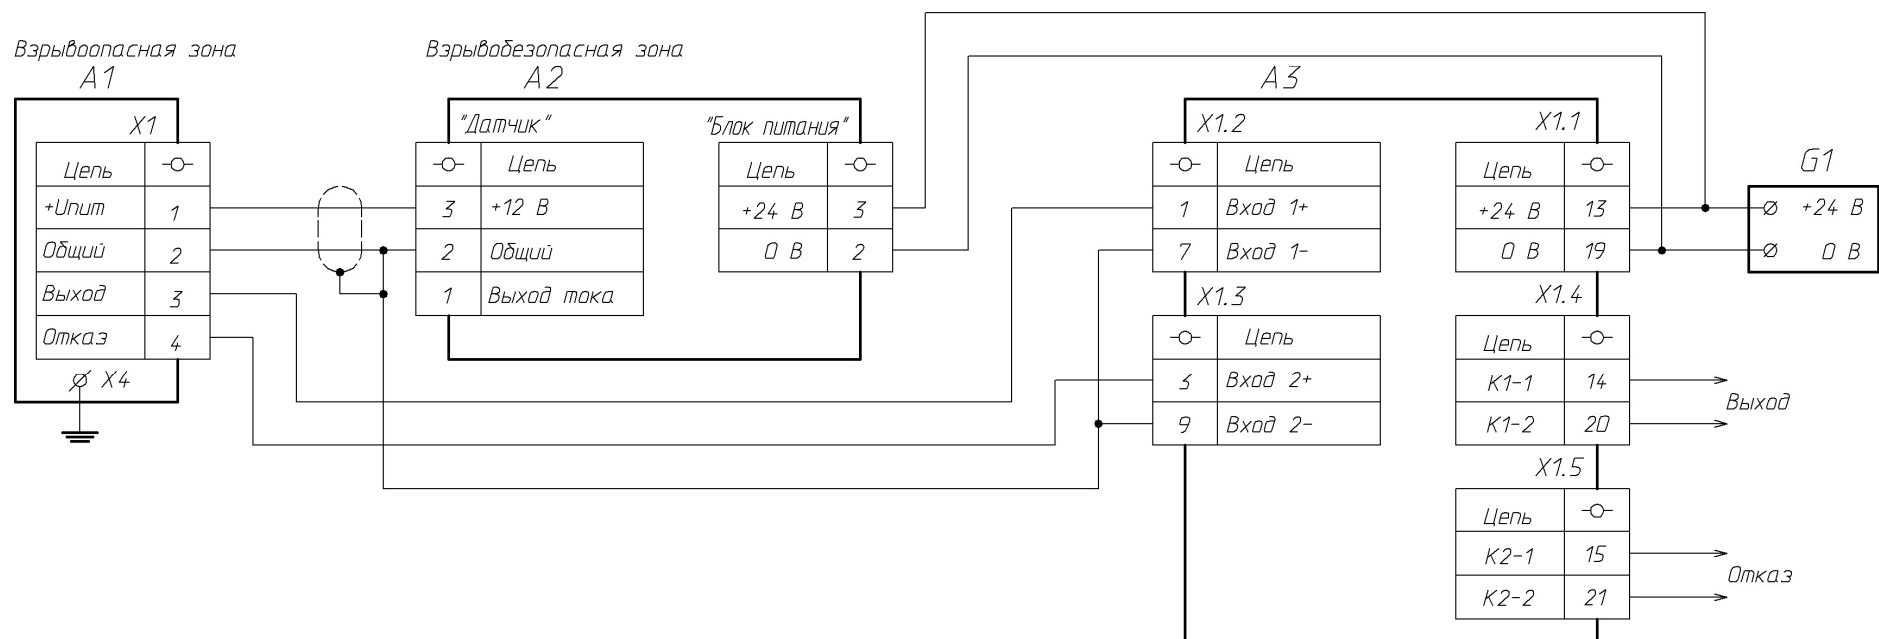 Взрывоопасная зона
A1
X1
Цепь
+Uпит 1
Общий 2
Выход 3
Отказ 4
X4
Взрывобезопасная зона
A2
"Датчик"
Цепь
3 +12 В
2 Общий
1 Выход тока
"Блок питания"
Цепь
+24 В 3
0 В 2
A3
X1.2
Цепь
1 Вход 1+
7 Вход 1-
X1.3
Цепь
3 Вход 2+
9 Вход 2-
X1.1
Цепь
+24 В 13
0 В 19
X1.4
Цепь
K1-1 14
K1-2 20
Выход
X1.5
Цепь
K2-1 15
K2-2 21
Отказ
G1
+24 В
0 В